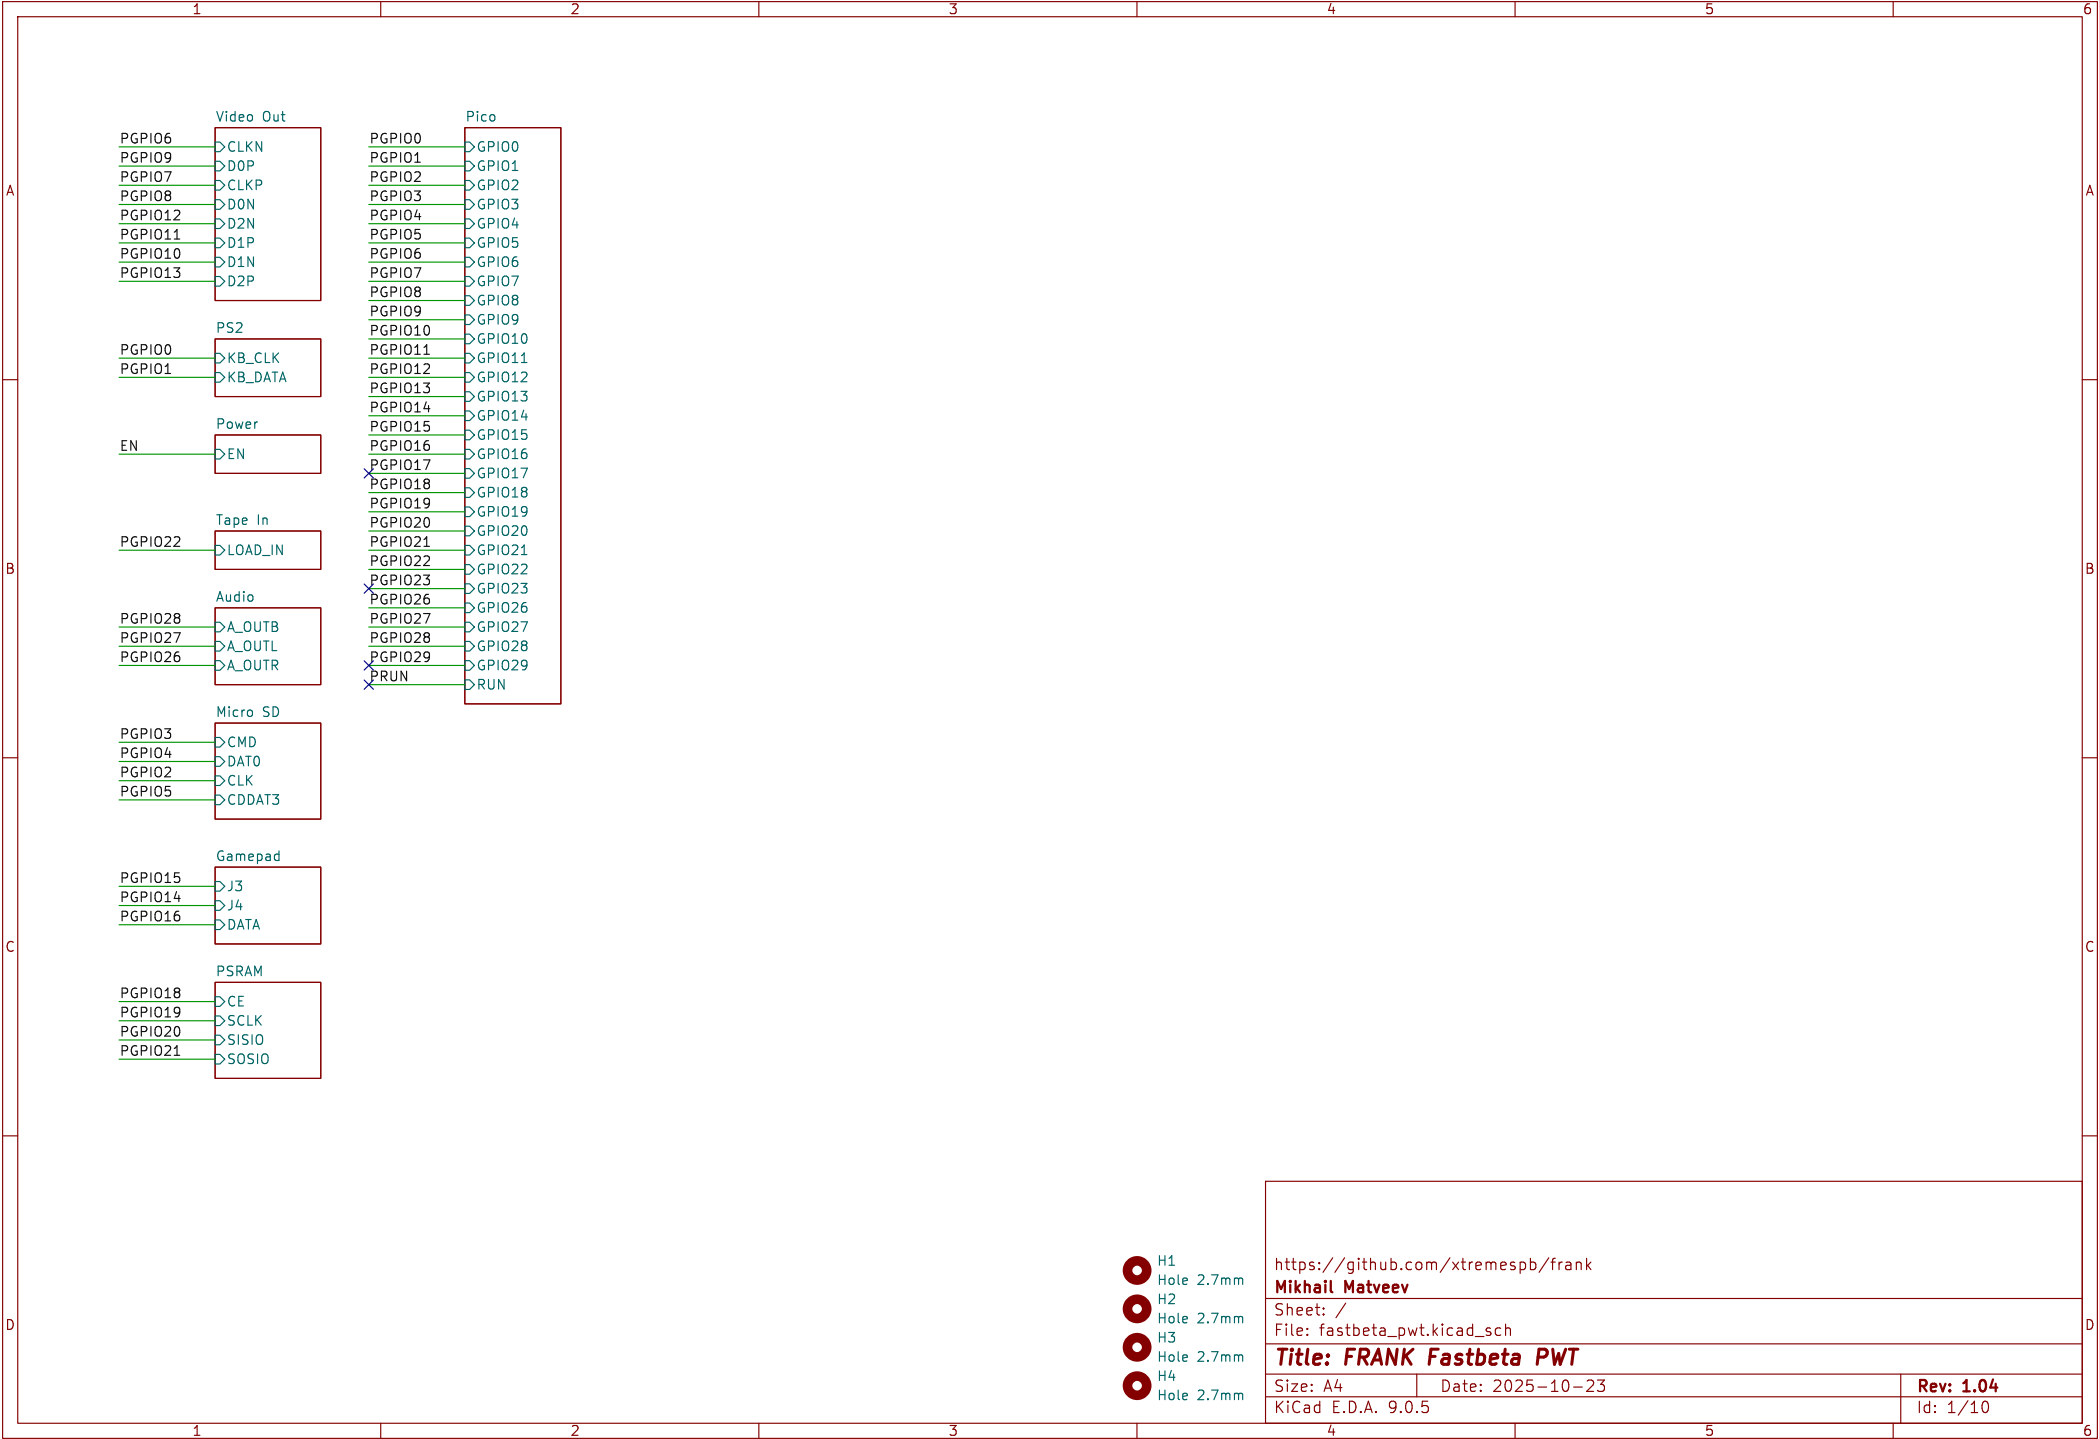 1 2 3 4 5 6
A
B
C
D
Video Out
PGPIO6 CLKN
PGPIO9 D0P
PGPIO7 CLKP
PGPIO8 D0N
PGPIO12 D2N
PGPIO11 D1P
PGPIO10 D1N
PGPIO13 D2P
PS2
PGPIO0 KB_CLK
PGPIO1 KB_DATA
Power
EN EN
Tape In
PGPIO22 LOAD_IN
Audio
PGPIO28 A_OUTB
PGPIO27 A_OUTL
PGPIO26 A_OUTR
Micro SD
PGPIO3 CMD
PGPIO4 DAT0
PGPIO2 CLK
PGPIO5 CDDAT3
Gamepad
PGPIO15 J3
PGPIO14 J4
PGPIO16 DATA
PSRAM
PGPIO18 CE
PGPIO19 SCLK
PGPIO20 SISIO
PGPIO21 SOSIO
Pico
PGPIO0 GPIO0
PGPIO1 GPIO1
PGPIO2 GPIO2
PGPIO3 GPIO3
PGPIO4 GPIO4
PGPIO5 GPIO5
PGPIO6 GPIO6
PGPIO7 GPIO7
PGPIO8 GPIO8
PGPIO9 GPIO9
PGPIO10 GPIO10
PGPIO11 GPIO11
PGPIO12 GPIO12
PGPIO13 GPIO13
PGPIO14 GPIO14
PGPIO15 GPIO15
PGPIO16 GPIO16
PGPIO17 GPIO17
PGPIO18 GPIO18
PGPIO19 GPIO19
PGPIO20 GPIO20
PGPIO21 GPIO21
PGPIO22 GPIO22
PGPIO23 GPIO23
PGPIO26 GPIO26
PGPIO27 GPIO27
PGPIO28 GPIO28
PGPIO29 GPIO29
PRUN RUN
H1
Hole 2.7mm
H2
Hole 2.7mm
H3
Hole 2.7mm
H4
Hole 2.7mm
https://github.com/xtremespb/frank
Mikhail Matveev
Sheet: /
File: fastbeta_pwt.kicad_sch
Title: FRANK Fastbeta PWT
Size: A4 Date: 2025-10-23 Rev: 1.04
KiCad E.D.A. 9.0.5 Id: 1/10
A
B
C
D
1 2 3 4 5 6